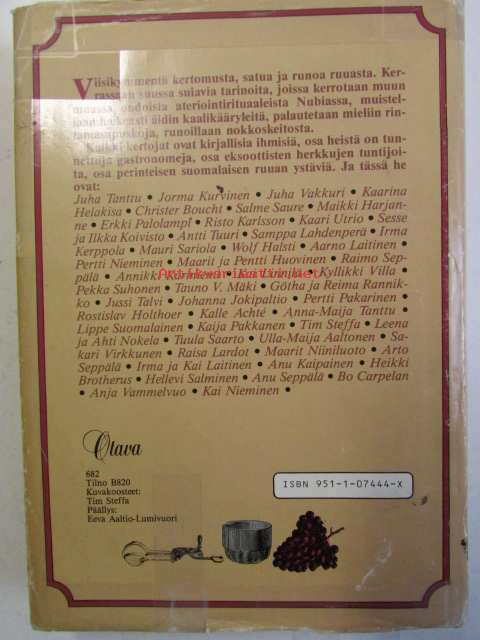 Viisikymmentä kertomusta, satua ja runoa ruuasta. Ker-
rassaan suussa sulavia tarinoita, joissa kerrotaan muun
muassa oudoista ateriointirituaaleista Nubiassa, muistel-
laan haikeasti äidin kaalikääryleitä, palautetaan mieliin rin-
tamasapuskoja, runoillaan nokkoskeitosta.
Kaikki kertojat ovat kirjallisia ihmisiä, osa heistä on tun-
nettuja gastronomeja, osa eksoottisten herkkujen tuntijoi-
ta, osa perinteisen suomalaisen ruuan ystäviä. Ja tässä he
ovat:
Juha Tanttu • Jorma Kurvinen • Juha Vakkuri • Kaarina
Helakisa • Christer Boucht • Salme Saure • Maikki Harjan-
ne • Erkki Palolampi • Risto Karlsson • Kaari Utrio • Sesse
ja Ilkka Koivisto • Antti Tuuri • Samppa Lahdenperä • Irma
Kerppola • Mauri Sariola • Wolf Halsti • Aarno Laitinen •
Pertti Nieminen • Maarit ja Pentti Huovinen • Raimo Sep-
pälä • Annikki Karvinen • Kyllikki Villa •
Pekka Suhonen • Tauno V. Mäki • Götha ja Reima Rannik-
ko • Jussi Talvi • Johanna Jokipaltio • Pertti Pakarinen •
Rostislav Holthoer • Kalle Achté • Anna-Maija Tanttu •
Lippe Suomalainen • Kaija Pakkanen • Tim Steffa • Leena
ja Ahti Nokela • Tuula Saarto • Ulla-Maija Aaltonen • Sa-
kari Virkkunen • Raisa Lardot • Maarit Niiniluoto • Arto
Seppälä • Irma ja Kai Laitinen • Anu Kaipainen • Heikki
Brotherus • Hellevi Salminen • Anu Seppälä • Bo Carpelan
• Anja Vammelvuo • Kai Nieminen •
Otava
682
Tilno B820
Kuvakoosteet:
Tim Steffa
Päällys:
Eeva Aaltio-Lumivuori
ISBN 951-1-07444-X